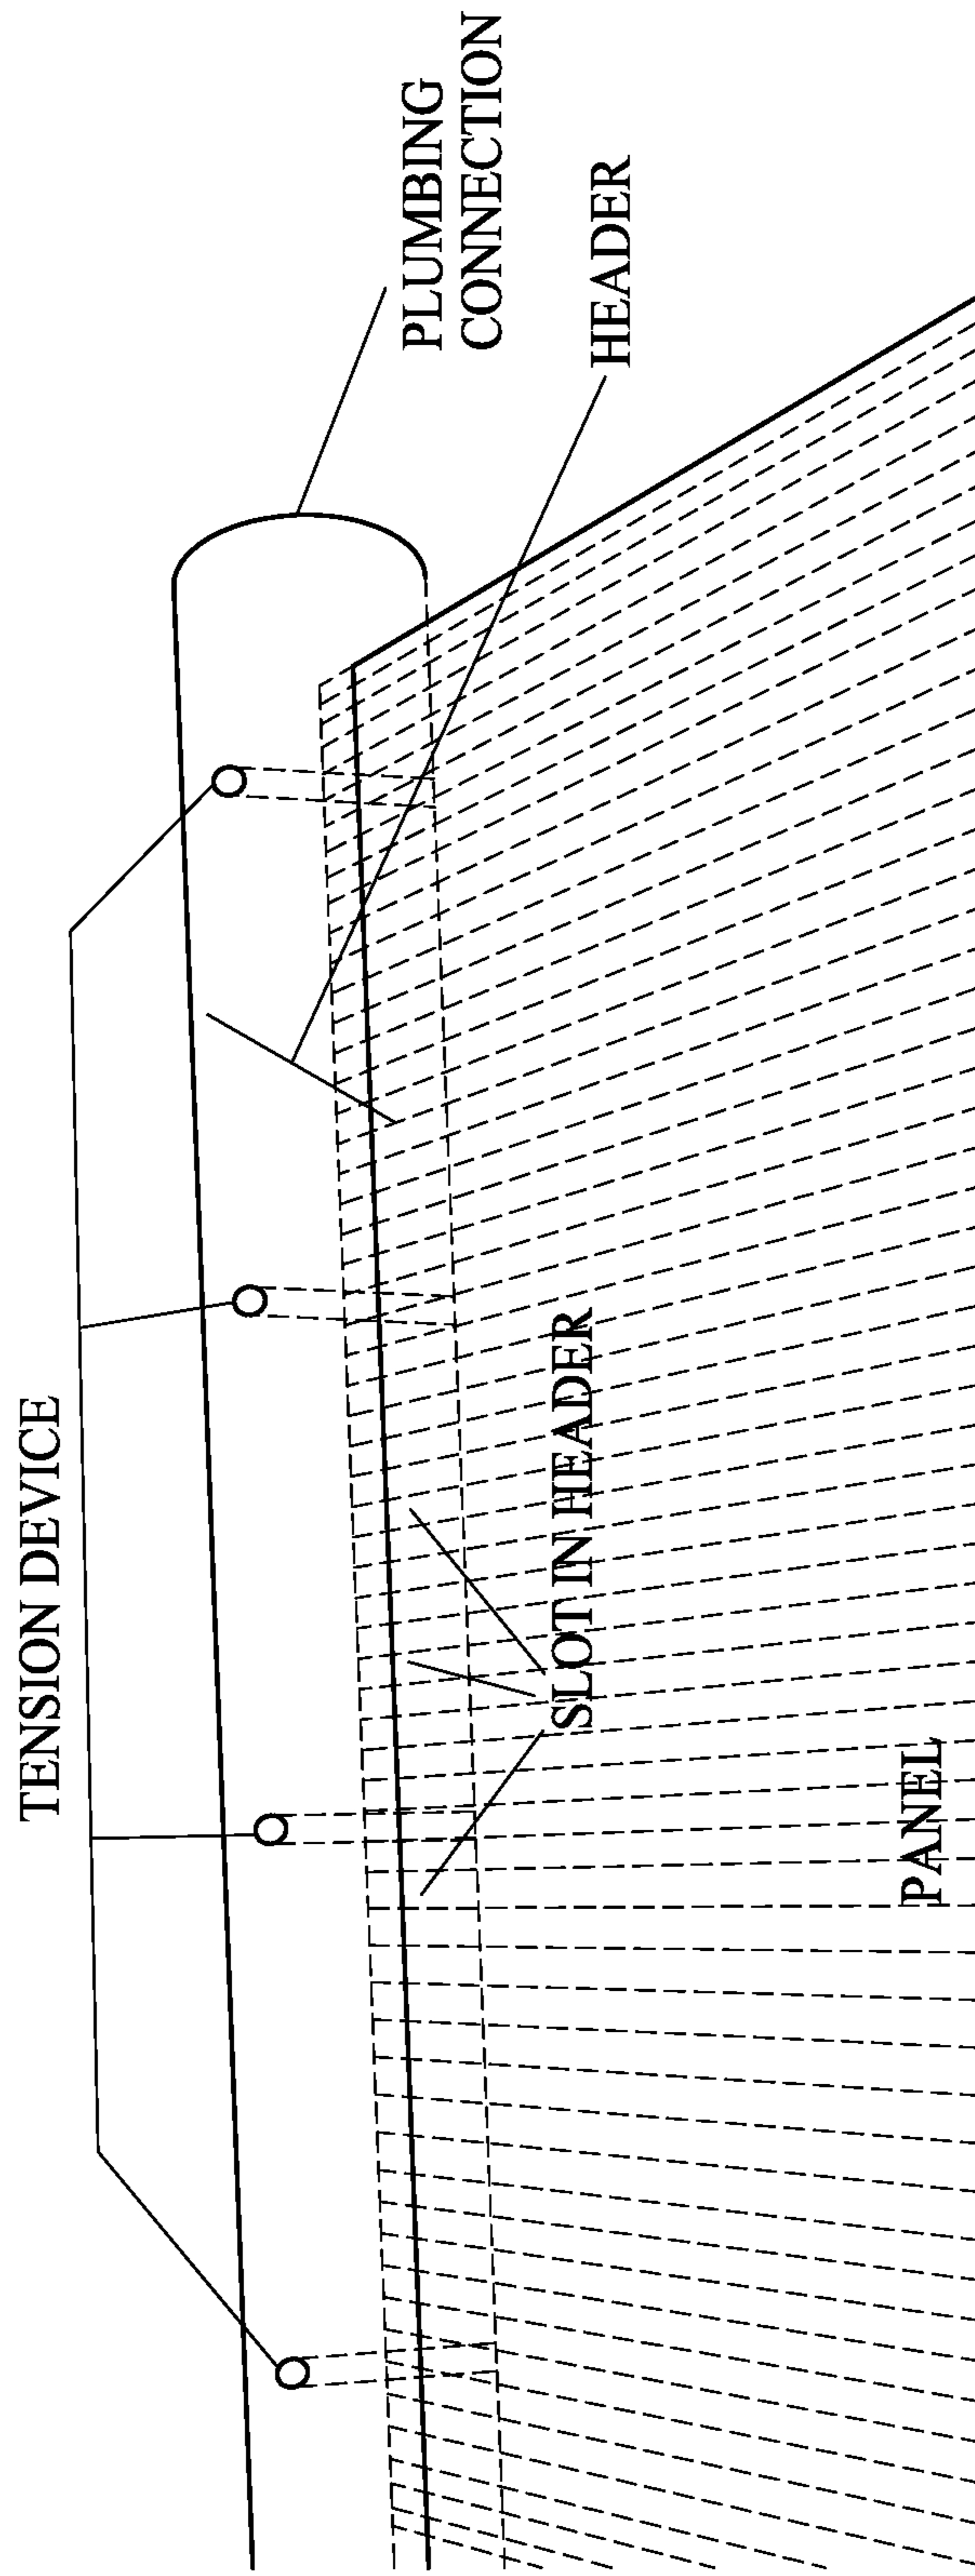 TENSION DEVICE
PLUMBING
CONNECTION
HEADER
SLOT IN HEADER
PANEL